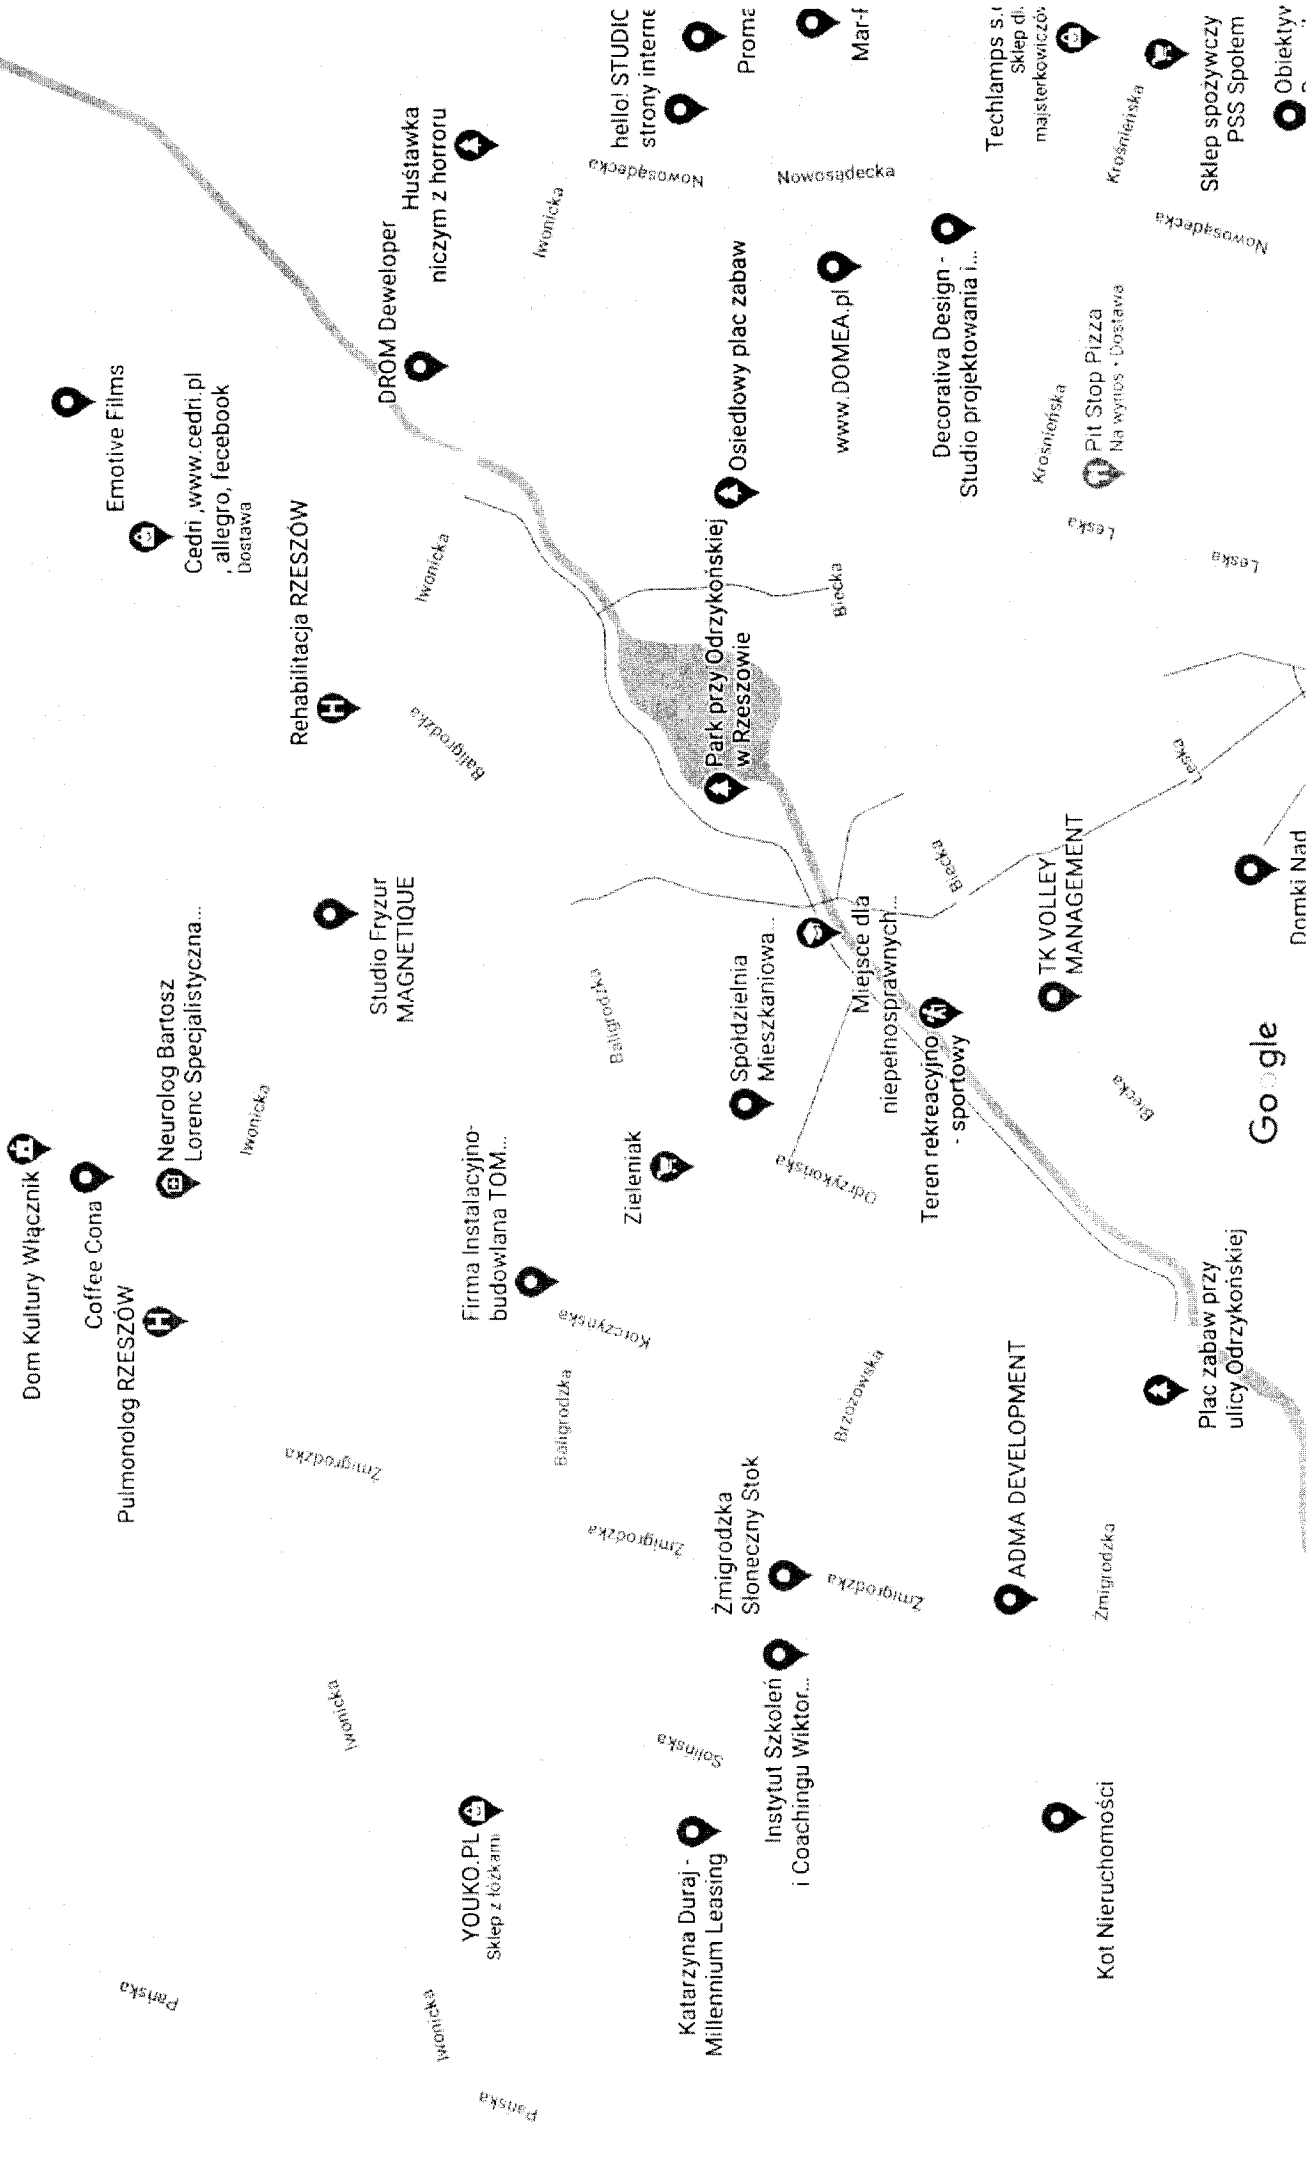 Dom Kultury Włącznik
Coffee Cona
Pulmonolog RZESZÓW
Neurolog Bartosz
Lorenc Specjalistyczna...
Emotive Films
Cedri ,www.cedri.pl
, allegro, fecebook
Dostawa
Pańska
Iwonicka
Żmigrodzka
Rehabilitacja RZESZÓW
Studio Fryzur
MAGNETIQUE
DROM Deweloper
Huśtawka
niczym z horroru
Iwonicka
Iwonicka
Baligrodzka
Iwonicka
Pańska
YOUKO.PL
Sklep z łóżkami
Firma Instalacyjno-
budowlana TOM...
Iwonicka
Baligrodzka
Korczyńska
Baligrodzka
Żmigrodzka
Zieleniak
hello! STUDIO
strony interne
Nowosądecka
Solińska
Katarzyna Duraj -
Millennium Leasing
Żmigrodzka
Słoneczny Stok
Spółdzielnia
Mieszkaniowa...
Park przy Odrzykońskiej
w Rzeszowie
Osiedlowy plac zabaw
Proma
Instytut Szkoleń
i Coachingu Wiktor...
Odrzykońska
Nowosądecka
Biecka
www.DOMEA.pl
Mar-f
Żmigrodzka
Brzozowska
Miejsce dla
niepełnosprawnych...
Teren rekreacyjno
- sportowy
Biecka
Decorativa Design -
Studio projektowania i...
ADMA DEVELOPMENT
TK VOLLEY
MANAGEMENT
Krośnieńska
Techlamps s.c
Sklep dl
majsterkowiczów
Kot Nieruchomości
Żmigrodzka
Biecka
Leska
Pit Stop Pizza
Na wynos • Dostawa
Krośnieńska
Leska
Leska
Nowosądecka
Plac zabaw przy
ulicy Odrzykońskiej
Sklep spożywczy
PSS Społem
Google
Domki Nad
Obiektyw